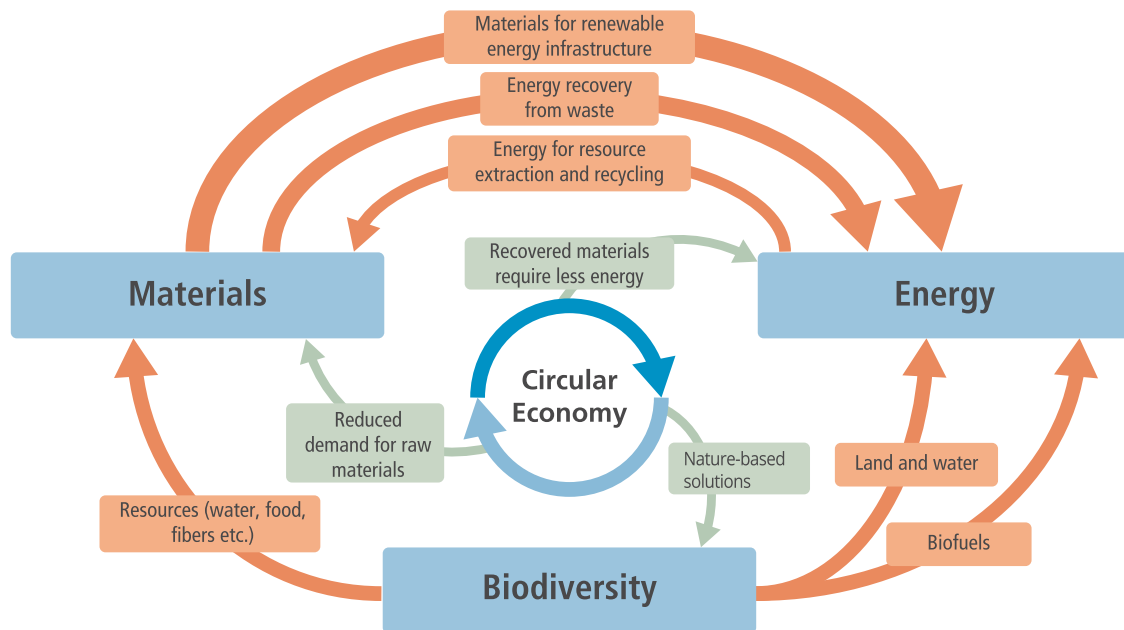 Materials for renewable
energy infrastructure
Energy recovery
from waste
Energy for resource
extraction and recycling
Recovered materials
require less energy
Materials
Energy
Circular
Economy
Reduced
demand for raw
materials
Nature-based
solutions
Land and water
Resources (water, food,
fibers etc.)
Biofuels
Biodiversity